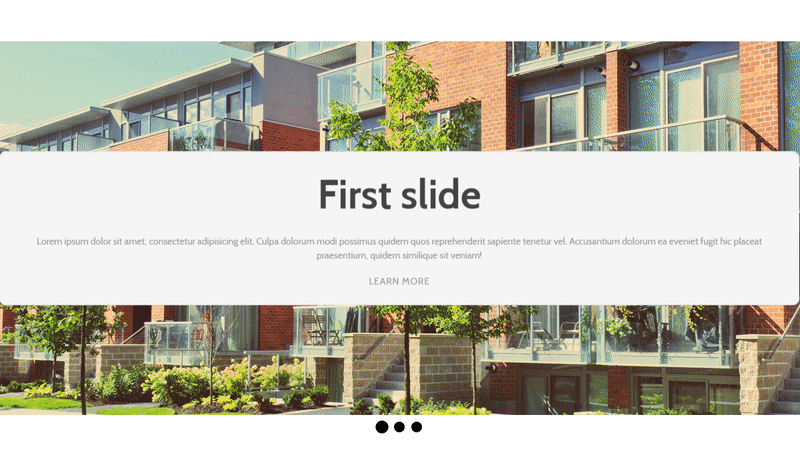 First slide
Lorem ipsum dolor sit amet, consectetur adipisicing elit. Culpa dolorum modi possimus quidem quos reprehenderit sapiente tenetur vel. Accusantium dolorum ea eveniet fugit hic placeat
praesentium, quidem similique sit veniam!
LEARN MORE